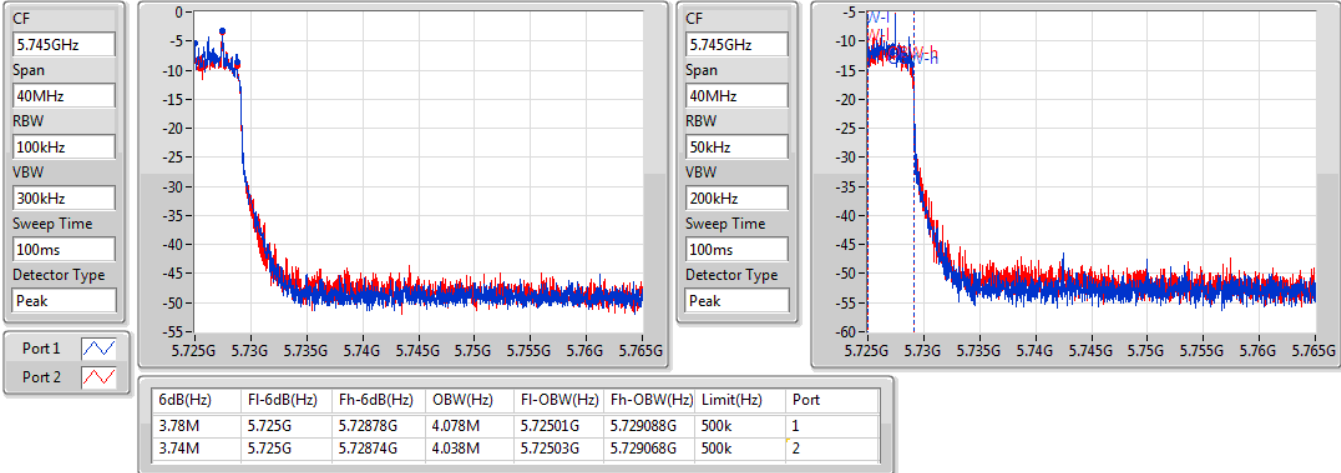 CF
5.745GHz
Span
40MHz
RBW
100kHz
VBW
300kHz
Sweep Time
100ms
Detector Type
Peak
Port 1
Port 2
0
-5
-10
-15
-20
-25
-30
-35
-40
-45
-50
-55
5.725G 5.73G 5.735G 5.74G 5.745G 5.75G 5.755G 5.76G 5.765G
CF
5.745GHz
Span
40MHz
RBW
50kHz
VBW
200kHz
Sweep Time
100ms
Detector Type
Peak
-5
-10
-15
-20
-25
-30
-35
-40
-45
-50
-55
-60
5.725G 5.73G 5.735G 5.74G 5.745G 5.75G 5.755G 5.76G 5.765G
6dB(Hz) Fl-6dB(Hz) Fh-6dB(Hz) OBW(Hz) Fl-OBW(Hz) Fh-OBW(Hz) Limit(Hz) Port
3.78M 5.725G 5.72878G 4.078M 5.72501G 5.729088G 500k 1
3.74M 5.725G 5.72874G 4.038M 5.72503G 5.729068G 500k 2